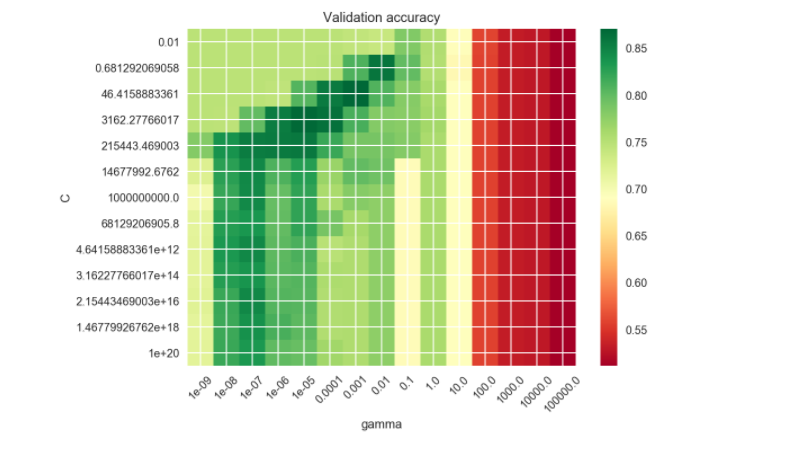 Validation accuracy
0.01
0.681292069058
46.4158883361
3162.27766017
215443.469003
14677992.6762
1000000000.0
68129206905.8
4.64158883361e+12
3.16227766017e+14
2.15443469003e+16
1.46779926762e+18
1e+20
C
1e-09
1e-08
1e-07
1e-06
1e-05
0.0001
0.001
0.01
0.1
1.0
10.0
100.0
1000.0
10000.0
100000.0
gamma
0.85
0.80
0.75
0.70
0.65
0.60
0.55